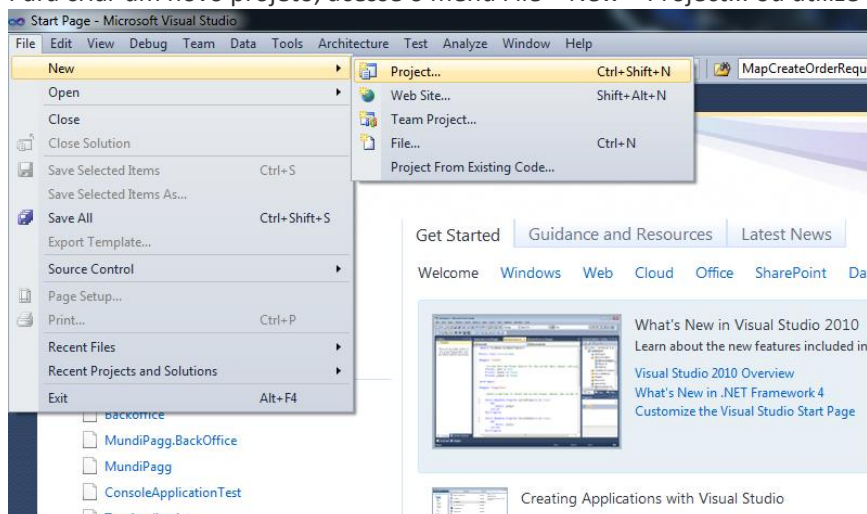 Start Page - Microsoft Visual Studio
File Edit View Debug Team Data Tools Architecture Test Analyze Window Help
New
Project... Ctrl+Shift+N
MapCreateOrderRequ
Open
Web Site... Shift+Alt+N
Close
Team Project...
Close Solution
File... Ctrl+N
Save Selected Items Ctrl+S
Project From Existing Code...
Save Selected Items As...
Save All Ctrl+Shift+S
Export Template...
Source Control
Page Setup...
Print... Ctrl+P
Recent Files
Recent Projects and Solutions
Exit Alt+F4
Backoffice
MundiPagg.BackOffice
MundiPagg
ConsoleApplicationTest
Get Started Guidance and Resources Latest News
Welcome Windows Web Cloud Office SharePoint Da
What's New in Visual Studio 2010
Learn about the new features included in
Visual Studio 2010 Overview
What's New in .NET Framework 4
Customize the Visual Studio Start Page
Creating Applications with Visual Studio